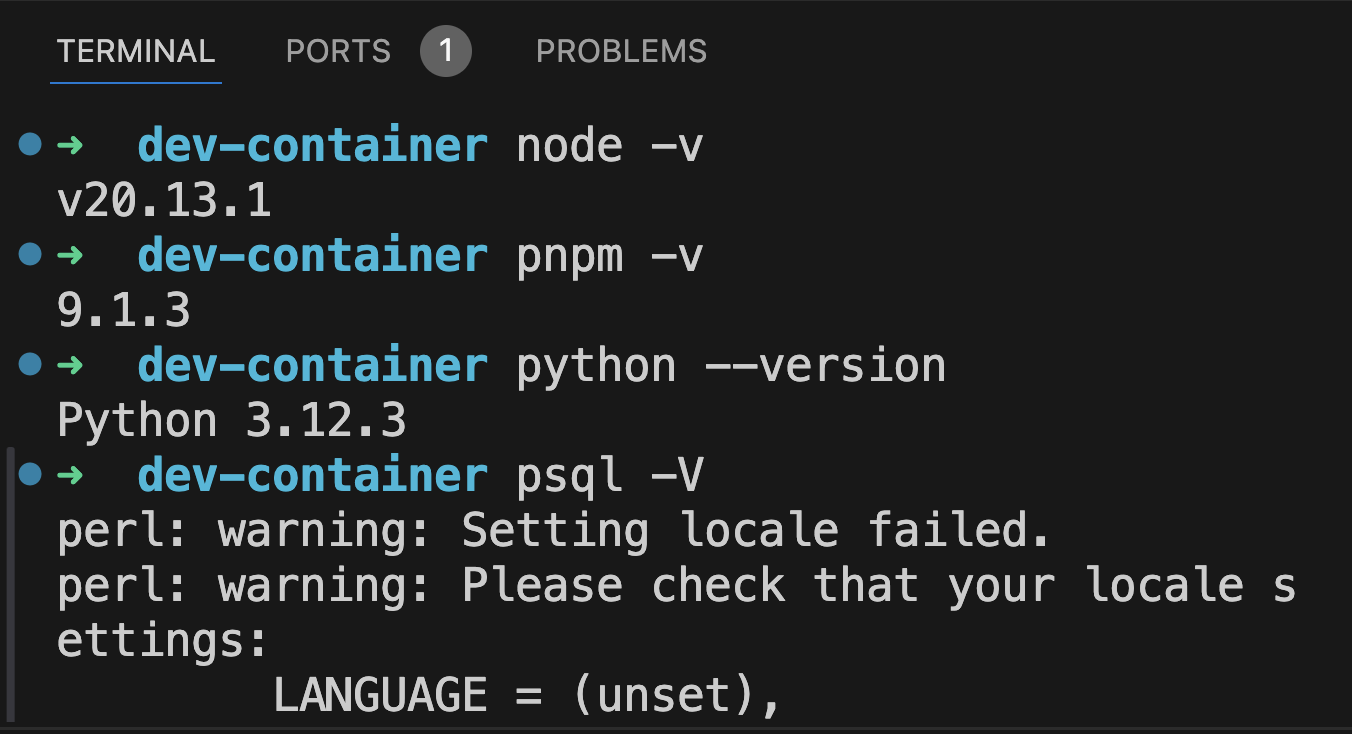 TERMINAL PORTS 1 PROBLEMS
➜ dev-container node -v
v20.13.1
➜ dev-container pnpm -v
9.1.3
➜ dev-container python --version
Python 3.12.3
➜ dev-container psql -V
perl: warning: Setting locale failed.
perl: warning: Please check that your locale s
ettings:
LANGUAGE = (unset),